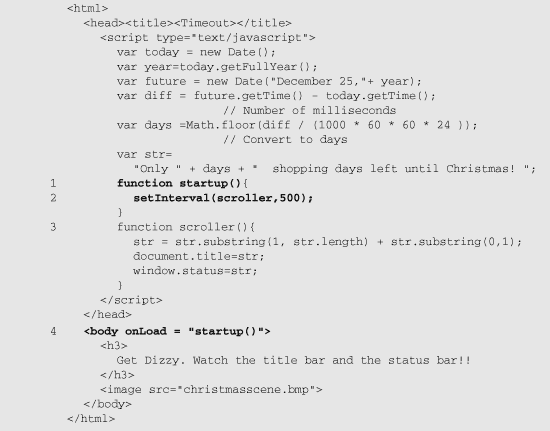 <html>
<head><title><Timeout></title>
<script type="text/javascript">
var today = new Date();
var year=today.getFullYear();
var future = new Date("December 25,"+ year);
var diff = future.getTime() - today.getTime();
// Number of milliseconds
var days =Math.floor(diff / (1000 * 60 * 60 * 24 ));
// Convert to days
var str=
"Only " + days + "  shopping days left until Christmas! ";
1 function startup(){
2 setInterval(scroller,500);
}
3 function scroller(){
str = str.substring(1, str.length) + str.substring(0,1);
document.title=str;
window.status=str;
}
</script>
</head>
4 <body onLoad = "startup()">
<h3>
Get Dizzy. Watch the title bar and the status bar!!
</h3>
<image src="christmasscene.bmp">
</body>
</html>